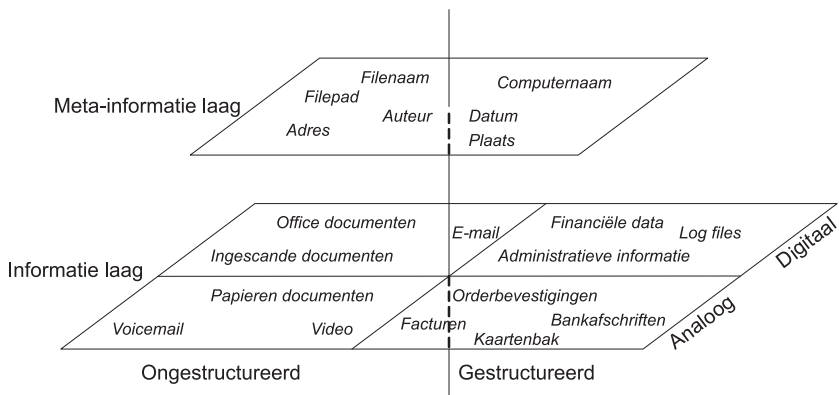 Filenaam
Computernaam
Filepad
Meta-informatie laag
Auteur
Datum
Adres
Plaats
Office documenten
E-mail
Financiële data
Log files
Ingescande documenten
Administratieve informatie
Digitaal
Informatie laag
Papieren documenten
Orderbevestigingen
Voicemail
Video
Facturen
Bankafschriften
Kaartenbak
Analoog
Ongestructureerd
Gestructureerd